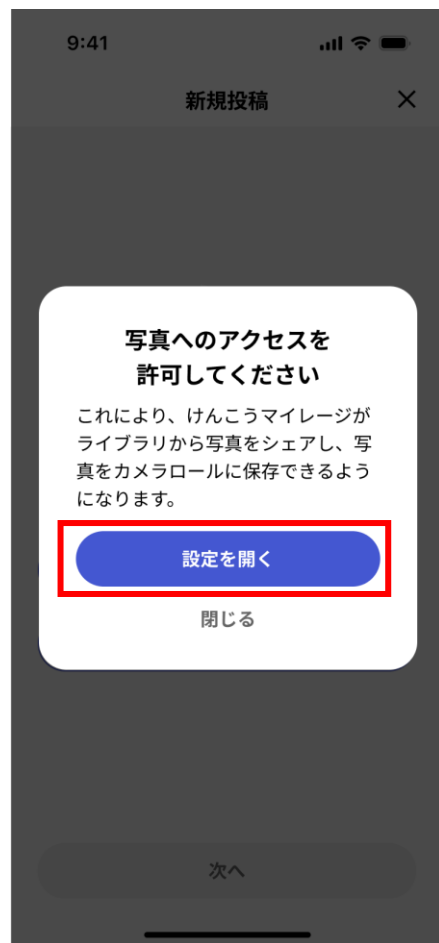 9:41
新規投稿
写真へのアクセスを
許可してください
これにより、けんこうマイレージが
ライブラリから写真をシェアし、写
真をカメラロールに保存できるよう
になります。
設定を開く
閉じる
次へ